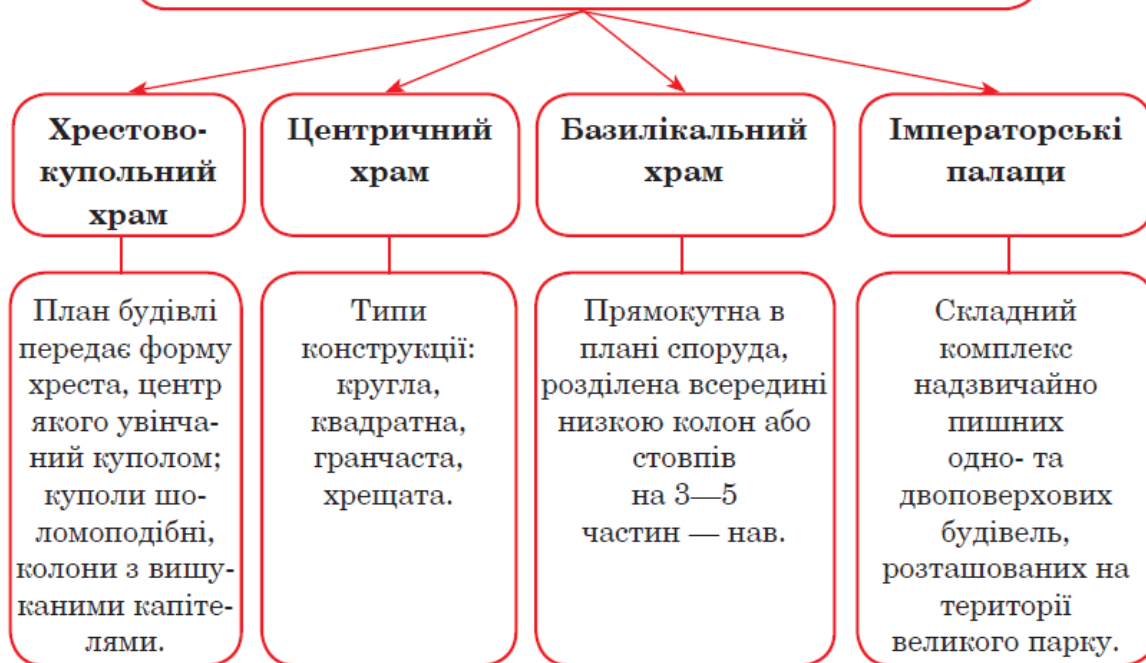 Хрестово-
купольний
храм
Центричний
храм
Базилікальний
храм
Імператорські
палаци
План будівлі
передає форму
хреста, центр
якого увінча-
ний куполом;
куполи шо-
ломоподібні,
колони з вишу-
каними капіте-
лями.
Типи
конструкції:
кругла,
квадратна,
гранчаста,
хрещата.
Прямокутна в
плані споруда,
розділена всередині
низкою колон або
стовпів
на 3—5
частин — нав.
Складний
комплекс
надзвичайно
пишних
одно- та
двоповерхових
будівель,
розташованих на
території
великого парку.